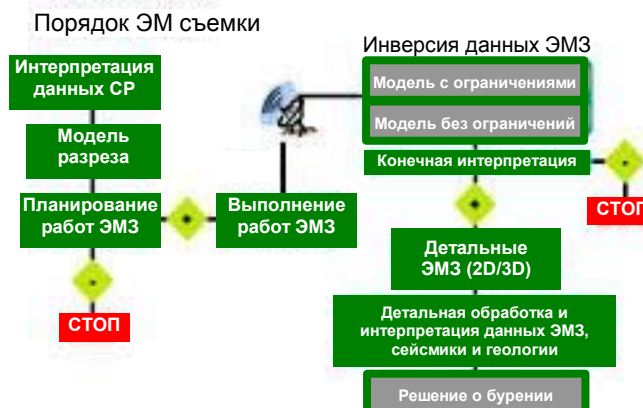 Порядок ЭМ съемки
Интерпретация
данных СР
Модель
разреза
Планирование
работ ЭМЗ
СТОП
Выполнение
работ ЭМЗ
Инверсия данных ЭМЗ
Модель с ограничениями
Модель без ограничений
Конечная интерпретация
СТОП
Детальные
ЭМЗ (2D/3D)
Детальная обработка и
интерпретация данных ЭМЗ,
сейсмики и геологии
Решение о бурении